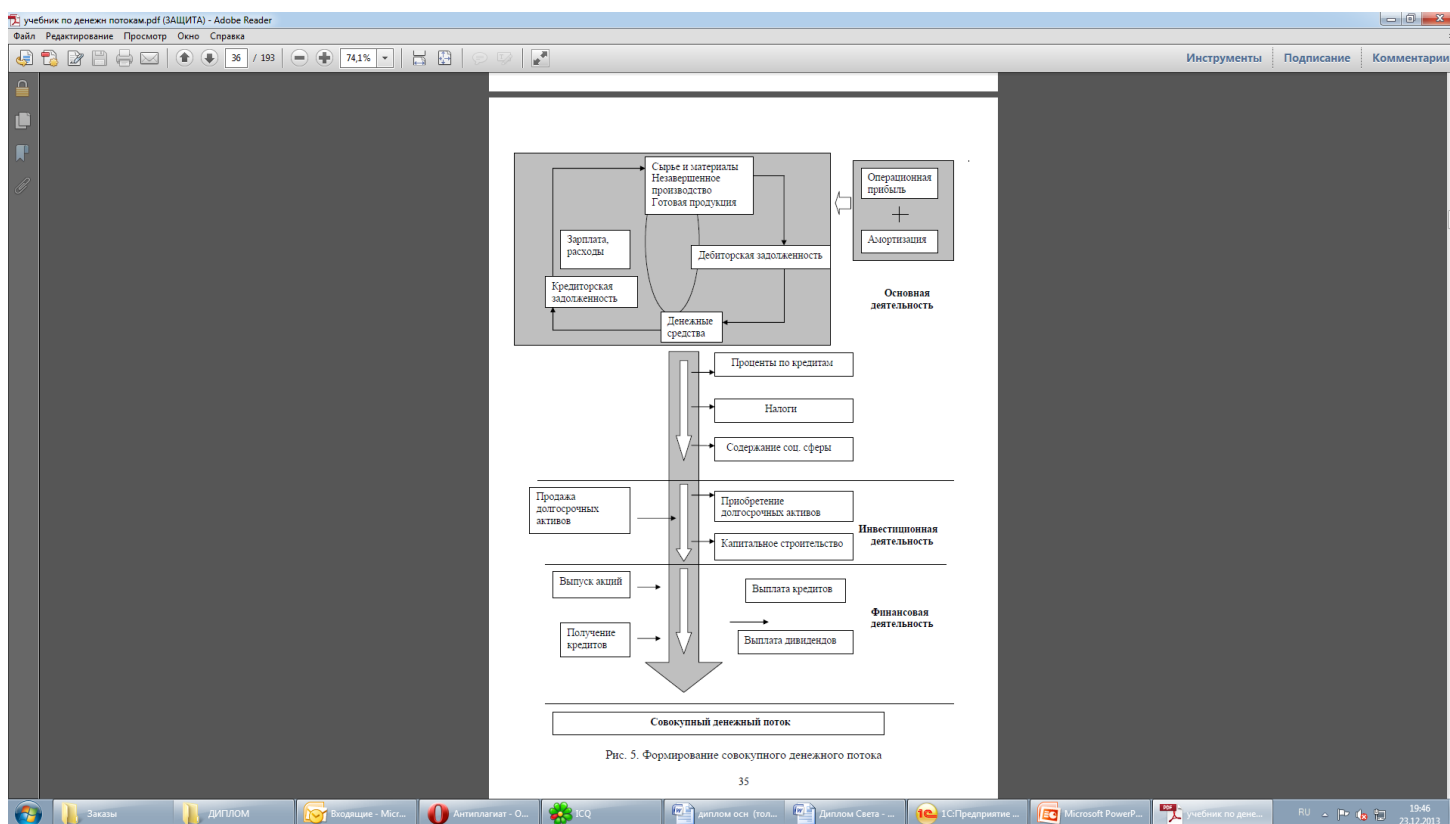 учебник по денежн потокам.pdf (ЗАЩИТА) - Adobe Reader
Файл Редактирование Просмотр Окно Справка
36 / 193 74,1% Инструменты Подписание Комментарии
Сырье и материалы
Незавершенное
производство
Готовая продукция
Операционная
прибыль
+
Амортизация
Зарплата,
расходы
Дебиторская задолженность
Кредиторская
задолженность
Денежные
средства
Основная
деятельность
Проценты по кредитам
Налоги
Содержание соц. сферы
Продажа
долгосрочных
активов
Приобретение
долгосрочных активов
Капитальное строительство
Инвестиционная
деятельность
Выпуск акций
Выплата кредитов
Получение
кредитов
Выплата дивидендов
Финансовая
деятельность
Совокупный денежный поток
Рис. 5. Формирование совокупного денежного потока
35
Заказы
ДИПЛОМ
Входящие - Micr...
Антиплагиат - O...
ICQ
диплом осн (тол...
Диплом Света - ...
1С:Предприятие ...
Microsoft PowerP...
учебник по дене...
RU
19:46
23.12.2013